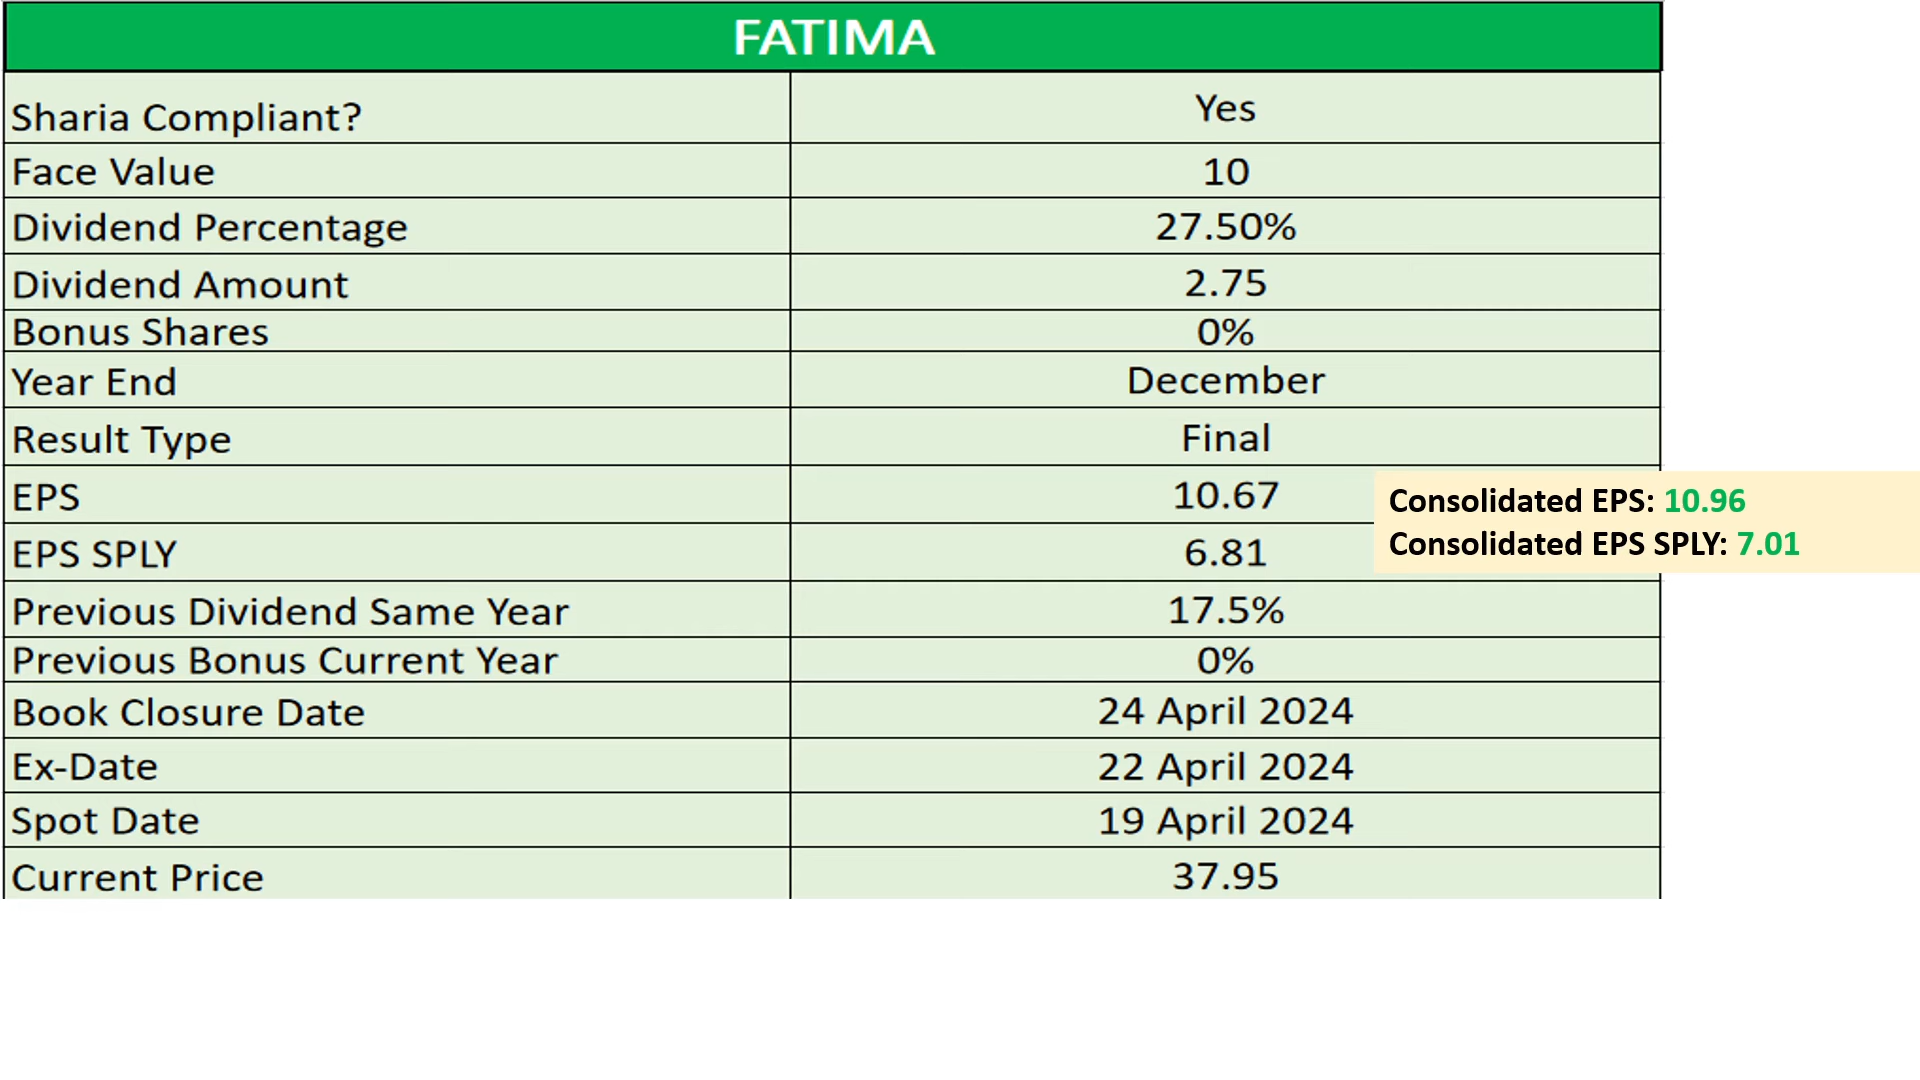 FATIMA
Sharia Compliant? Yes
Face Value 10
Dividend Percentage 27.50%
Dividend Amount 2.75
Bonus Shares 0%
Year End December
Result Type Final
EPS 10.67
Consolidated EPS: 10.96
EPS SPLY 6.81
Consolidated EPS SPLY: 7.01
Previous Dividend Same Year 17.5%
Previous Bonus Current Year 0%
Book Closure Date 24 April 2024
Ex-Date 22 April 2024
Spot Date 19 April 2024
Current Price 37.95